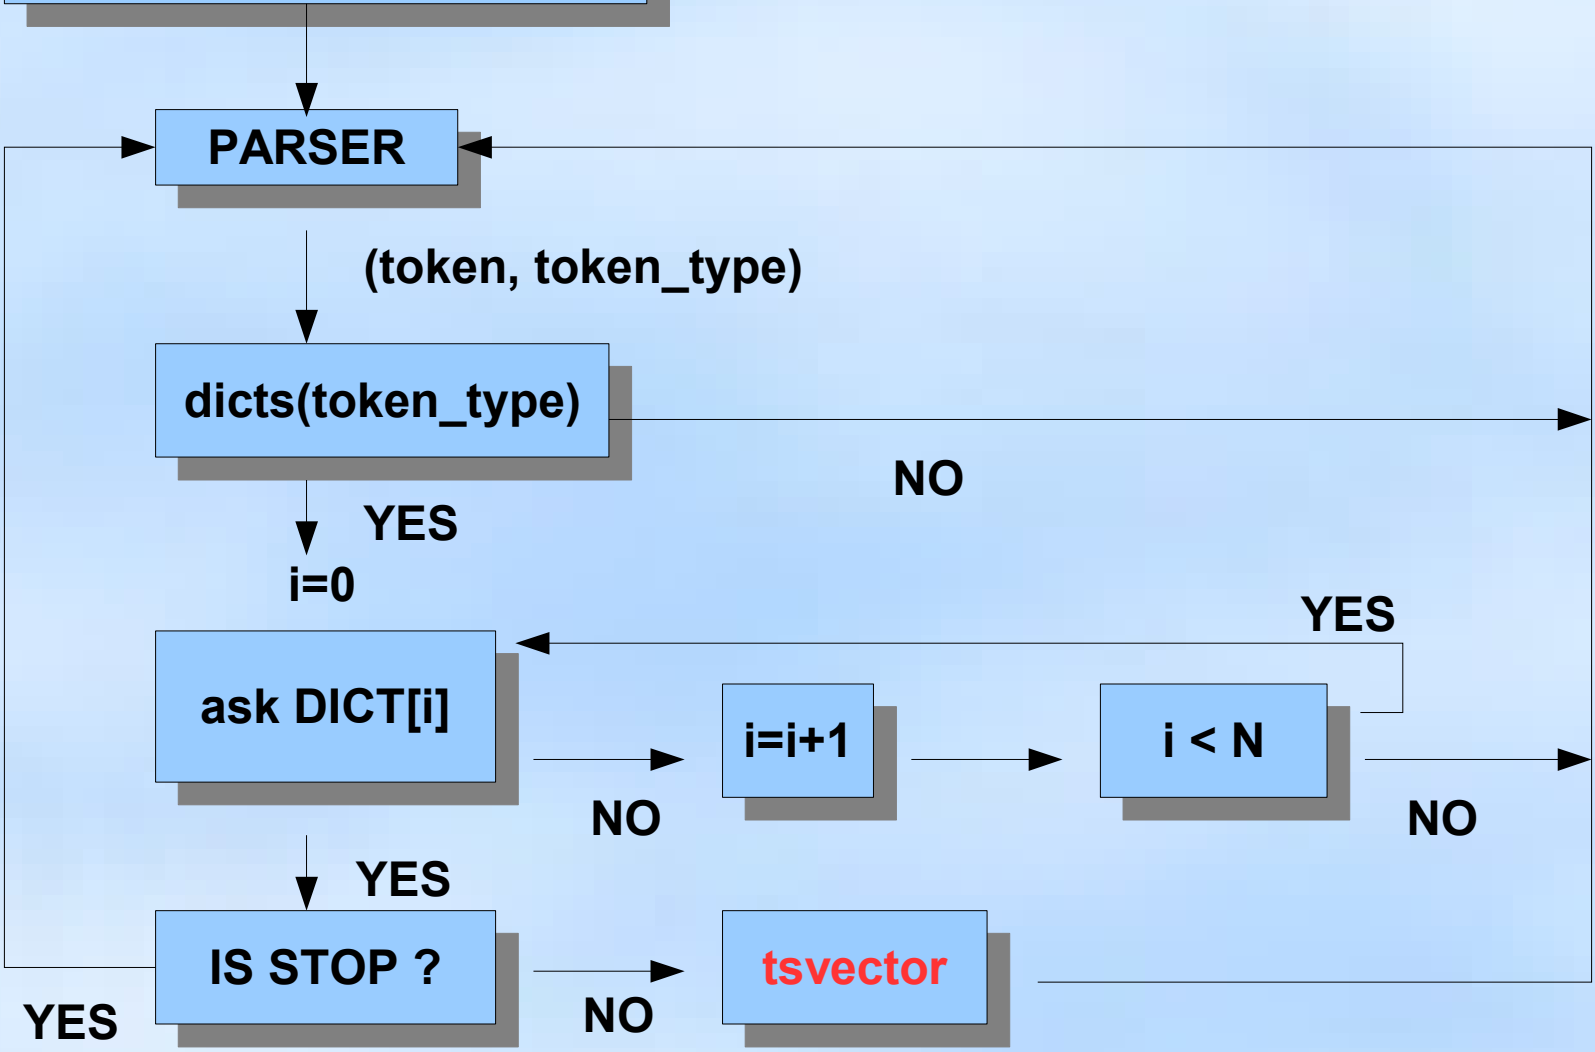 PARSER
(token, token_type)
dicts(token_type)
NO
YES
i=0
YES
ask DICT[i]
i=i+1
i < N
NO
NO
YES
IS STOP ?
tsvector
YES
NO